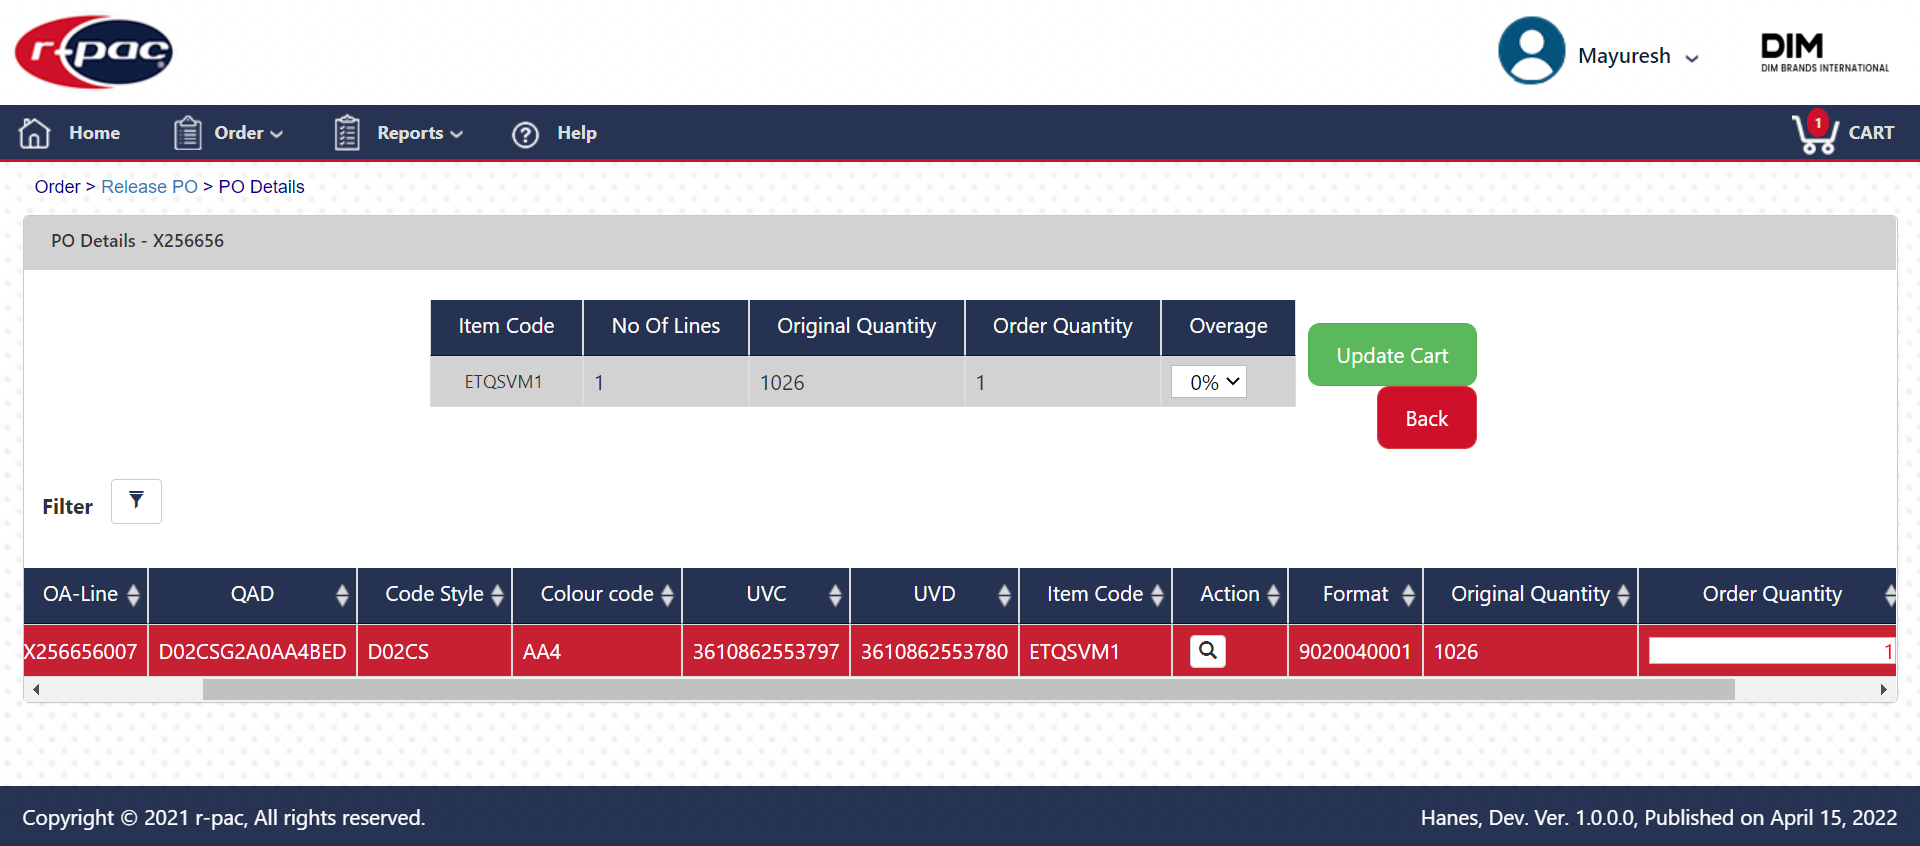 r-pac
Mayuresh
DIM
DIM BRANDS INTERNATIONAL
Home Order Reports Help 1 CART
Order > Release PO > PO Details
PO Details - X256656
Item Code No Of Lines Original Quantity Order Quantity Overage
ETQSVM1 1 1026 1 0%
Update Cart
Back
Filter
OA-Line QAD Code Style Colour code UVC UVD Item Code Action Format Original Quantity Order Quantity
X256656007 D02CSG2A0AA4BED D02CS AA4 3610862553797 3610862553780 ETQSVM1 9020040001 1026 1
Copyright © 2021 r-pac, All rights reserved.
Hanes, Dev. Ver. 1.0.0.0, Published on April 15, 2022